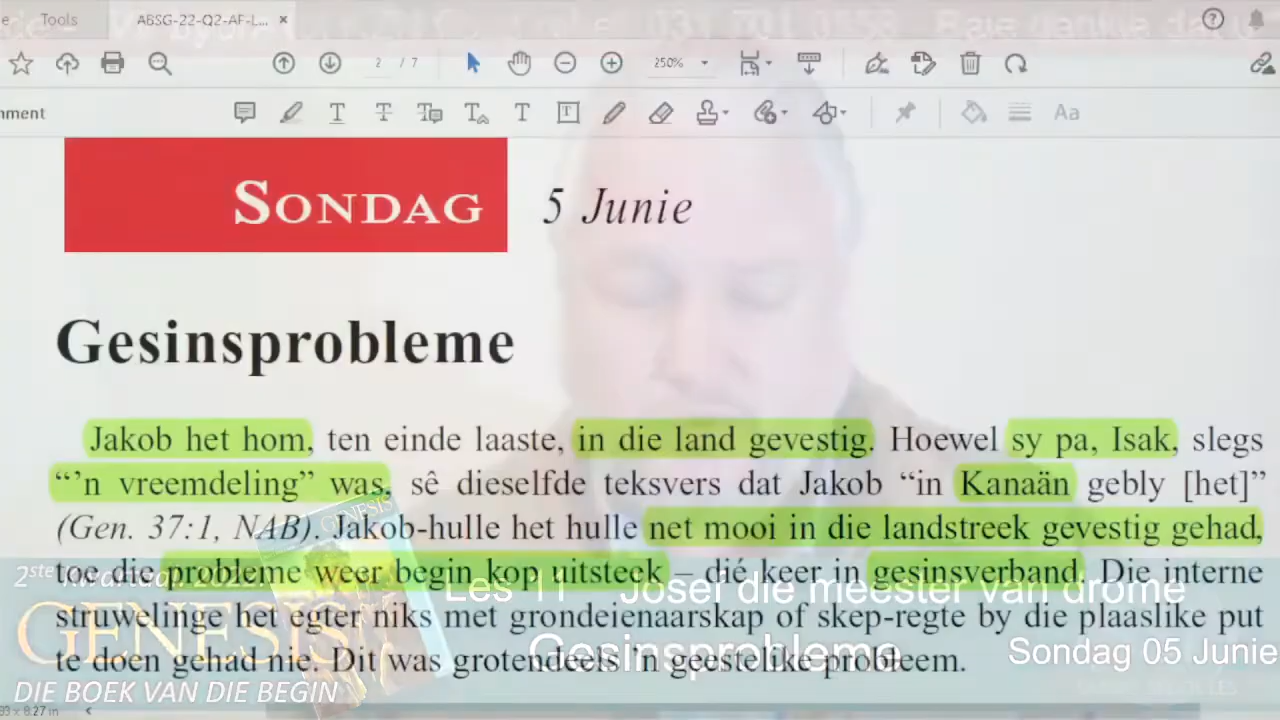 Tools
ABSG-22-Q2-AF-L... ×
2 / 7
250%
Aa
SONDAG 5 Junie
Gesinsprobleme
Jakob het hom, ten einde laaste, in die land gevestig. Hoewel sy pa, Isak, slegs
“’n vreemdeling” was, sê dieselfde teksvers dat Jakob “in Kanaän gebly [het]”
(Gen. 37:1, NAB). Jakob-hulle het hulle net mooi in die landstreek gevestig gehad,
toe die probleme weer begin kop uitsteek – dié keer in gesinsverband. Die interne
struwelinge het egter niks met grondeienaarskap of skep-regte by die plaaslike put
te doen gehad nie. Dit was grotendeels ’n geestelike probleem.
2ste Kwartaal
GENESIS
DIE BOEK VAN DIE BEGIN
GENESIS
Les 11 Josef die meester van drome
Gesinsprobleme
Sondag 05 Junie